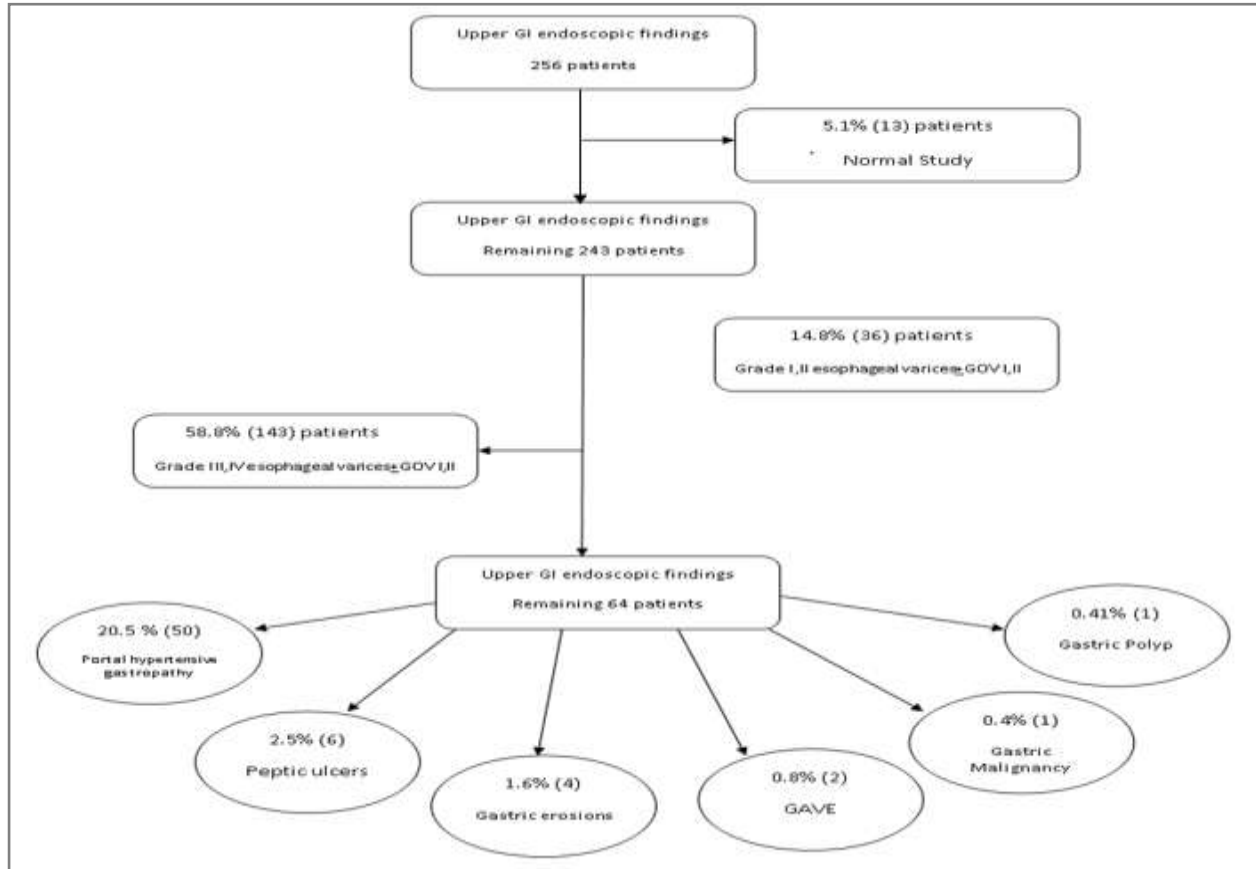 Upper GI endoscopic findings
256 patients
5.1% (13) patients
Normal Study
Upper GI endoscopic findings
Remaining 243 patients
14.8% (36) patients
Grade I,II esophageal varices±GOV I,II
58.8% (143) patients
Grade III,IV esophageal varices±GOV I,II
Upper GI endoscopic findings
Remaining 64 patients
20.5 % (50)
Portal hypertensive
gastropathy
2.5% (6)
Peptic ulcers
1.6% (4)
Gastric erosions
0.8% (2)
GAVE
0.4% (1)
Gastric
Malignancy
0.41% (1)
Gastric Polyp